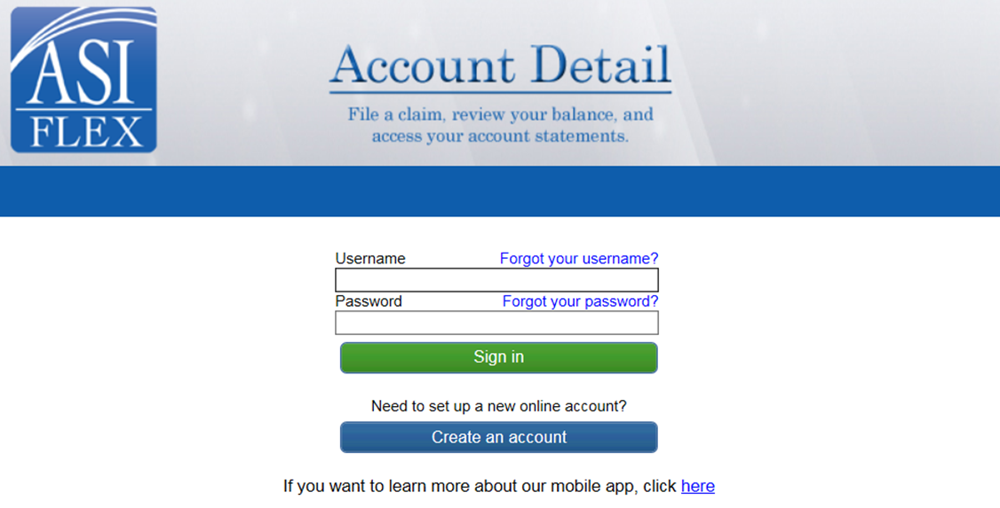 ASI
FLEX
Account Detail
File a claim, review your balance, and
access your account statements.
Username Forgot your username?
Password Forgot your password?
Sign in
Need to set up a new online account?
Create an account
If you want to learn more about our mobile app, click here